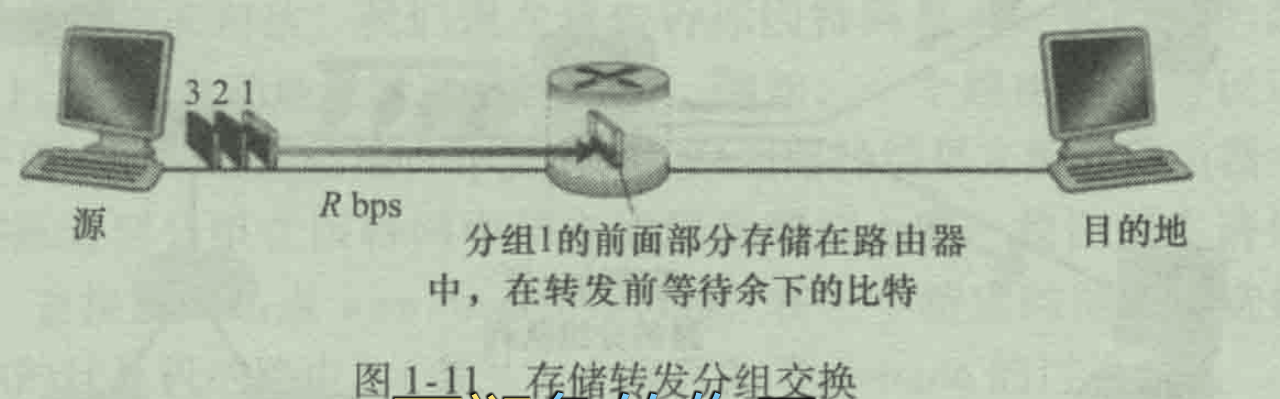 3 2 1
R bps
源
目的地
分组1的前面部分存储在路由器
中，在转发前等待余下的比特
图 1-11 存储转发分组交换